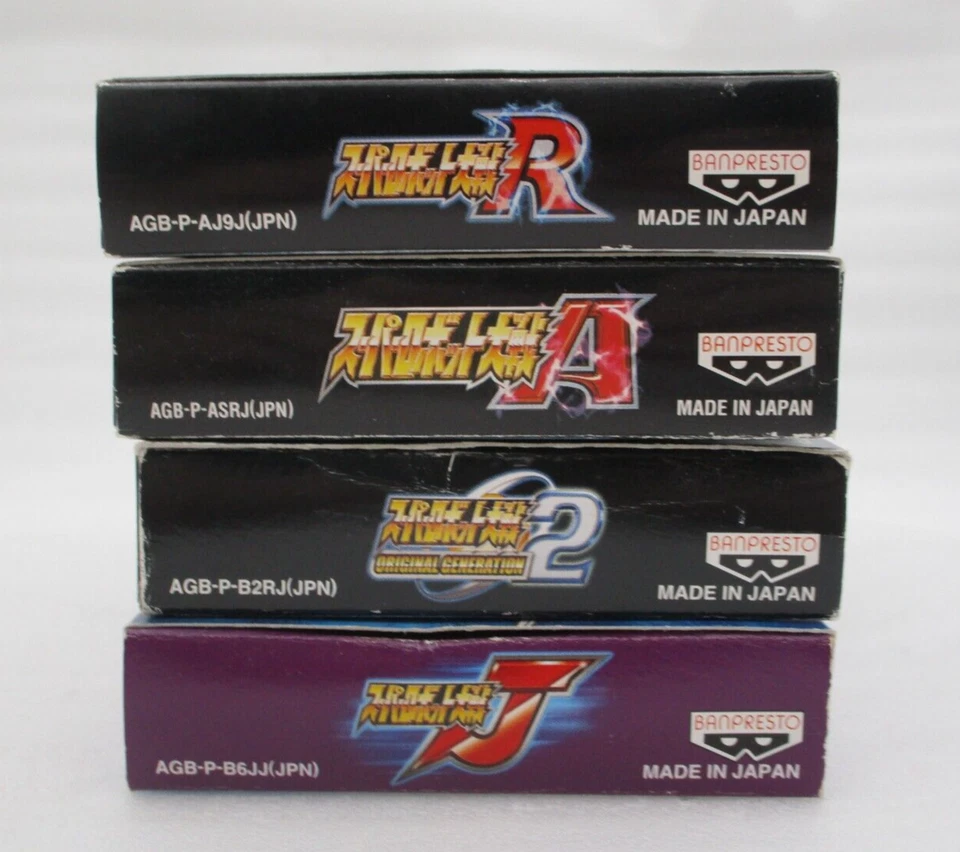 スーパーロボット大戦R
BANPRESTO
AGB-P-AJ9J(JPN)
MADE IN JAPAN
スーパーロボット大戦A
BANPRESTO
AGB-P-ASRJ(JPN)
MADE IN JAPAN
スーパーロボット大戦2
ORIGINAL GENERATION
BANPRESTO
AGB-P-B2RJ(JPN)
MADE IN JAPAN
スーパーロボット大戦J
BANPRESTO
AGB-P-B6JJ(JPN)
MADE IN JAPAN